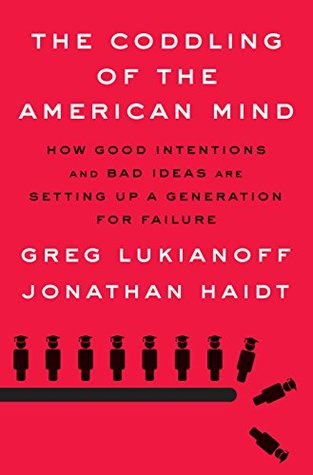 THE CODDLING
OF THE
AMERICAN MIND
HOW GOOD INTENTIONS
AND BAD IDEAS ARE
SETTING UP A GENERATION
FOR FAILURE
GREG LUKIANOFF
JONATHAN HAIDT